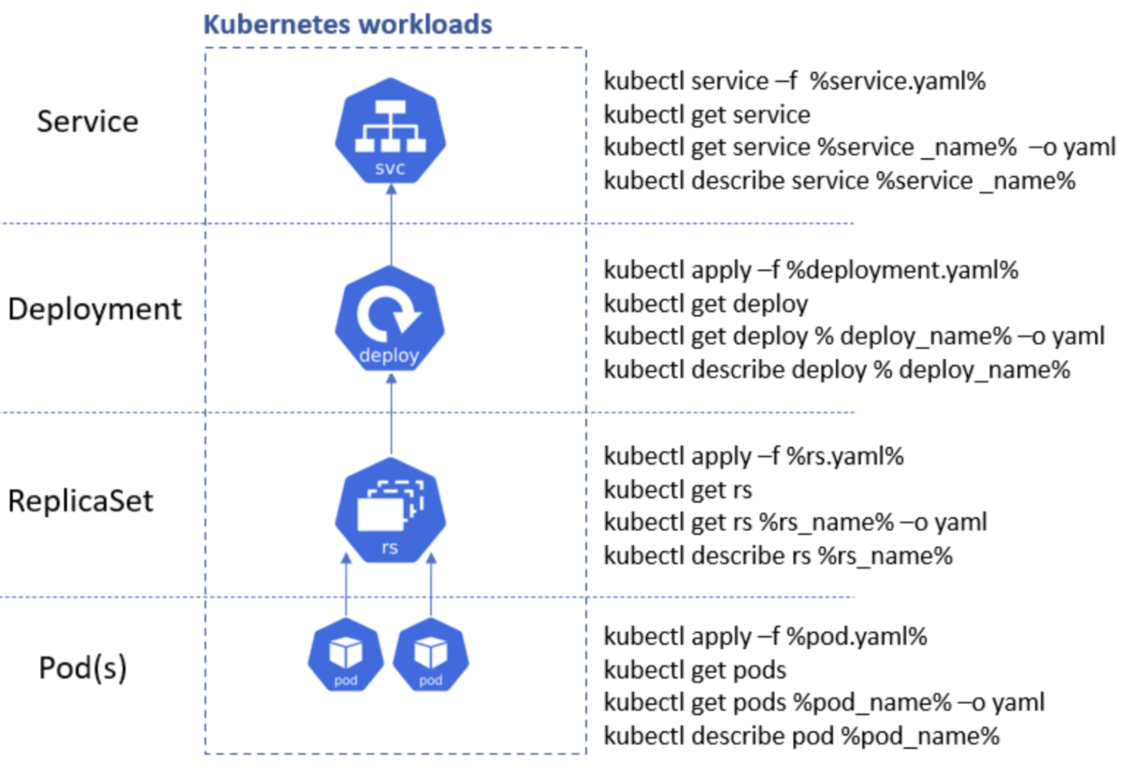 Kubernetes workloads
Service
svc
kubectl service –f  %service.yaml%
kubectl get service
kubectl get service %service _name%  –o yaml
kubectl describe service %service _name%
Deployment
deploy
kubectl apply –f %deployment.yaml%
kubectl get deploy
kubectl get deploy % deploy_name% –o yaml
kubectl describe deploy % deploy_name%
ReplicaSet
rs
kubectl apply –f %rs.yaml%
kubectl get rs
kubectl get rs %rs_name% –o yaml
kubectl describe rs %rs_name%
Pod(s)
pod
pod
kubectl apply –f %pod.yaml%
kubectl get pods
kubectl get pods %pod_name% –o yaml
kubectl describe pod %pod_name%